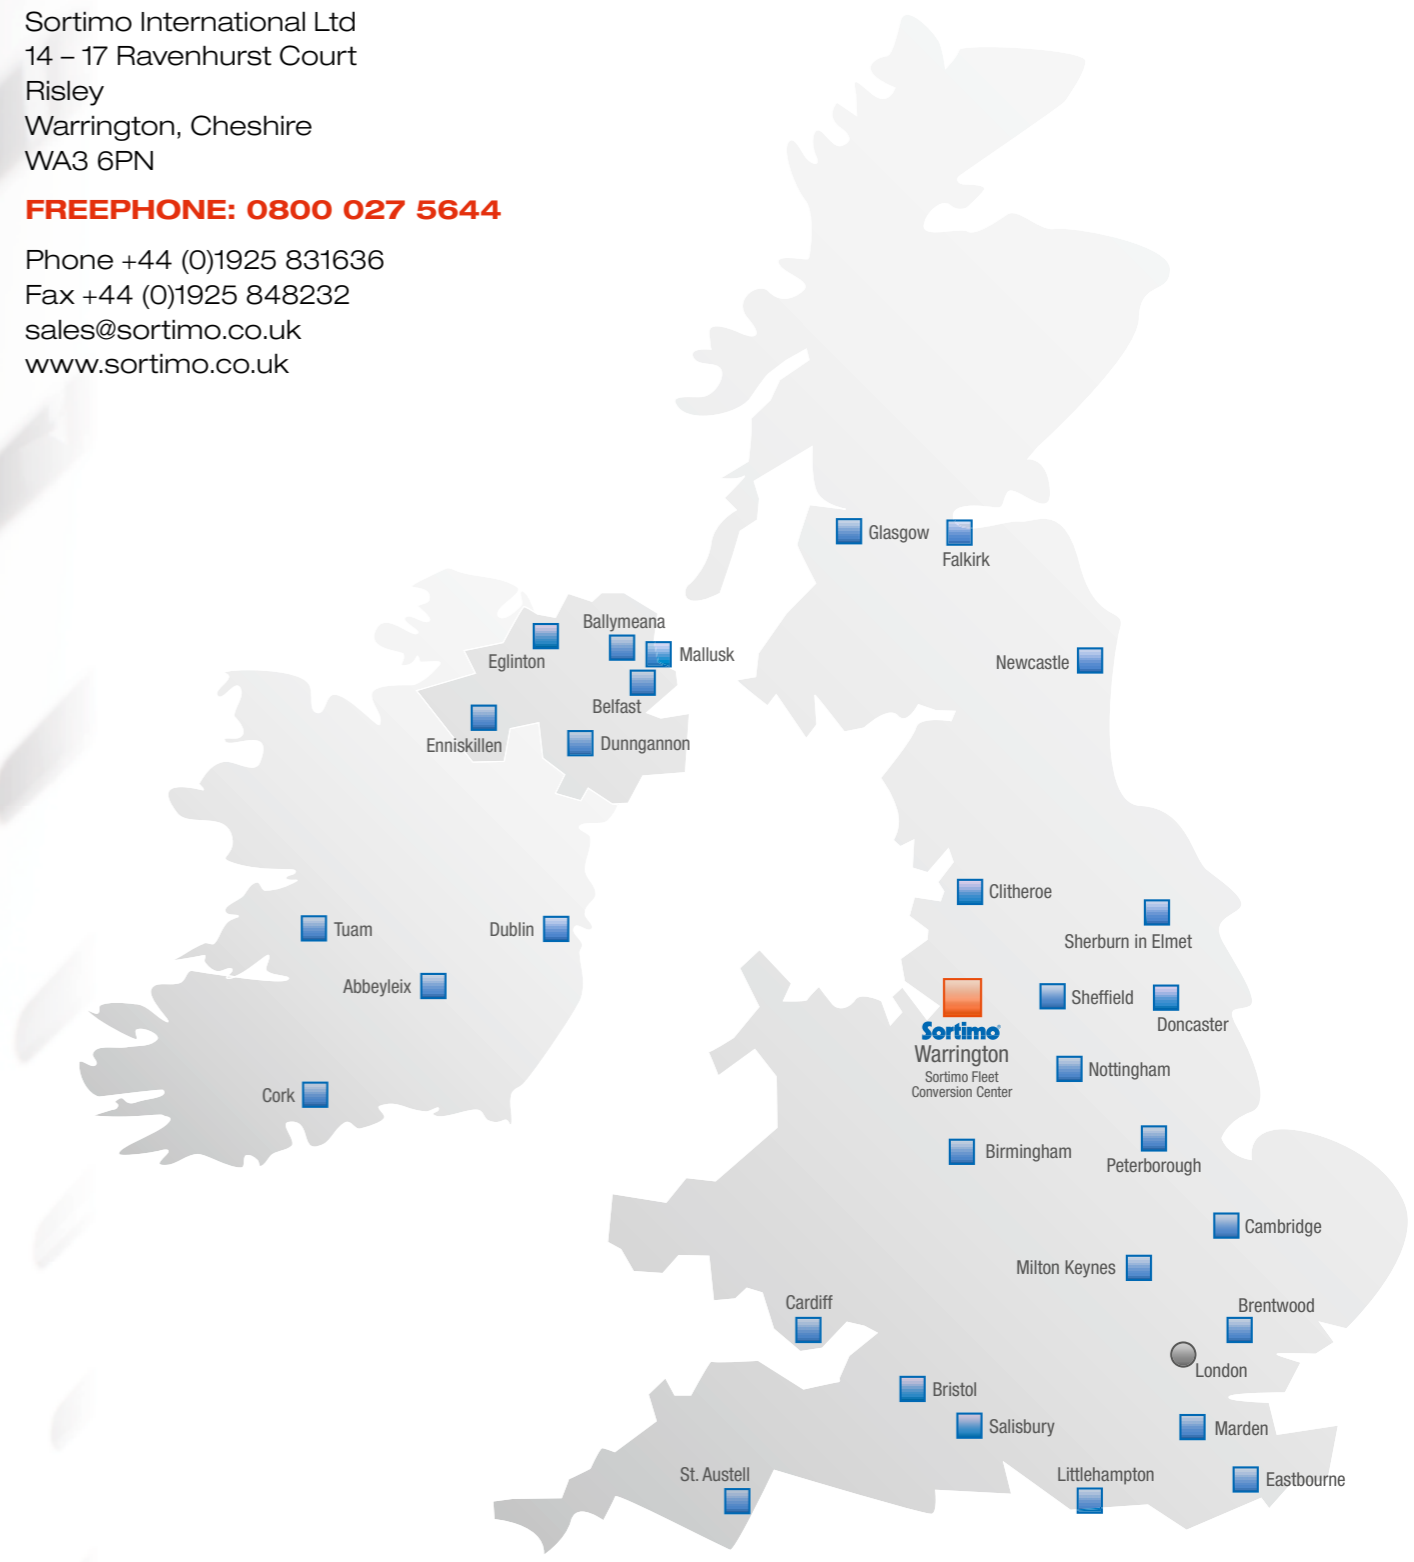 Sortimo International Ltd
14 – 17 Ravenhurst Court
Risley
Warrington, Cheshire
WA3 6PN
FREEPHONE: 0800 027 5644
Phone +44 (0)1925 831636
Fax +44 (0)1925 848232
sales@sortimo.co.uk
www.sortimo.co.uk
Glasgow
Falkirk
Ballymeana
Eglinton
Mallusk
Newcastle
Belfast
Enniskillen
Dunngannon
Clitheroe
Tuam
Dublin
Sherburn in Elmet
Abbeyleix
Sheffield
Doncaster
Sortimo
Warrington
Sortimo Fleet
Conversion Center
Nottingham
Cork
Birmingham
Peterborough
Cambridge
Milton Keynes
Cardiff
Brentwood
London
Bristol
Salisbury
Marden
St. Austell
Littlehampton
Eastbourne